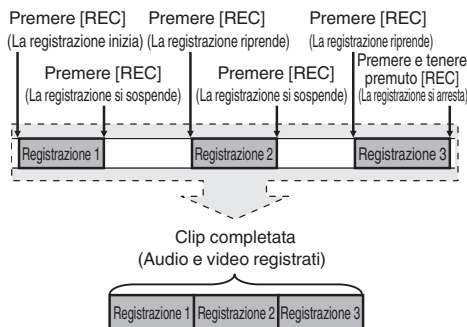 Premere [REC]
(La registrazione inizia)
Premere [REC]
(La registrazione si sospende)
Premere [REC]
(La registrazione riprende)
Premere [REC]
(La registrazione si sospende)
Premere [REC]
(La registrazione riprende)
Premere e tenere
premuto [REC]
(La registrazione si arresta)
Registrazione 1
Registrazione 2
Registrazione 3
Clip completata
(Audio e video registrati)
Registrazione 1
Registrazione 2
Registrazione 3